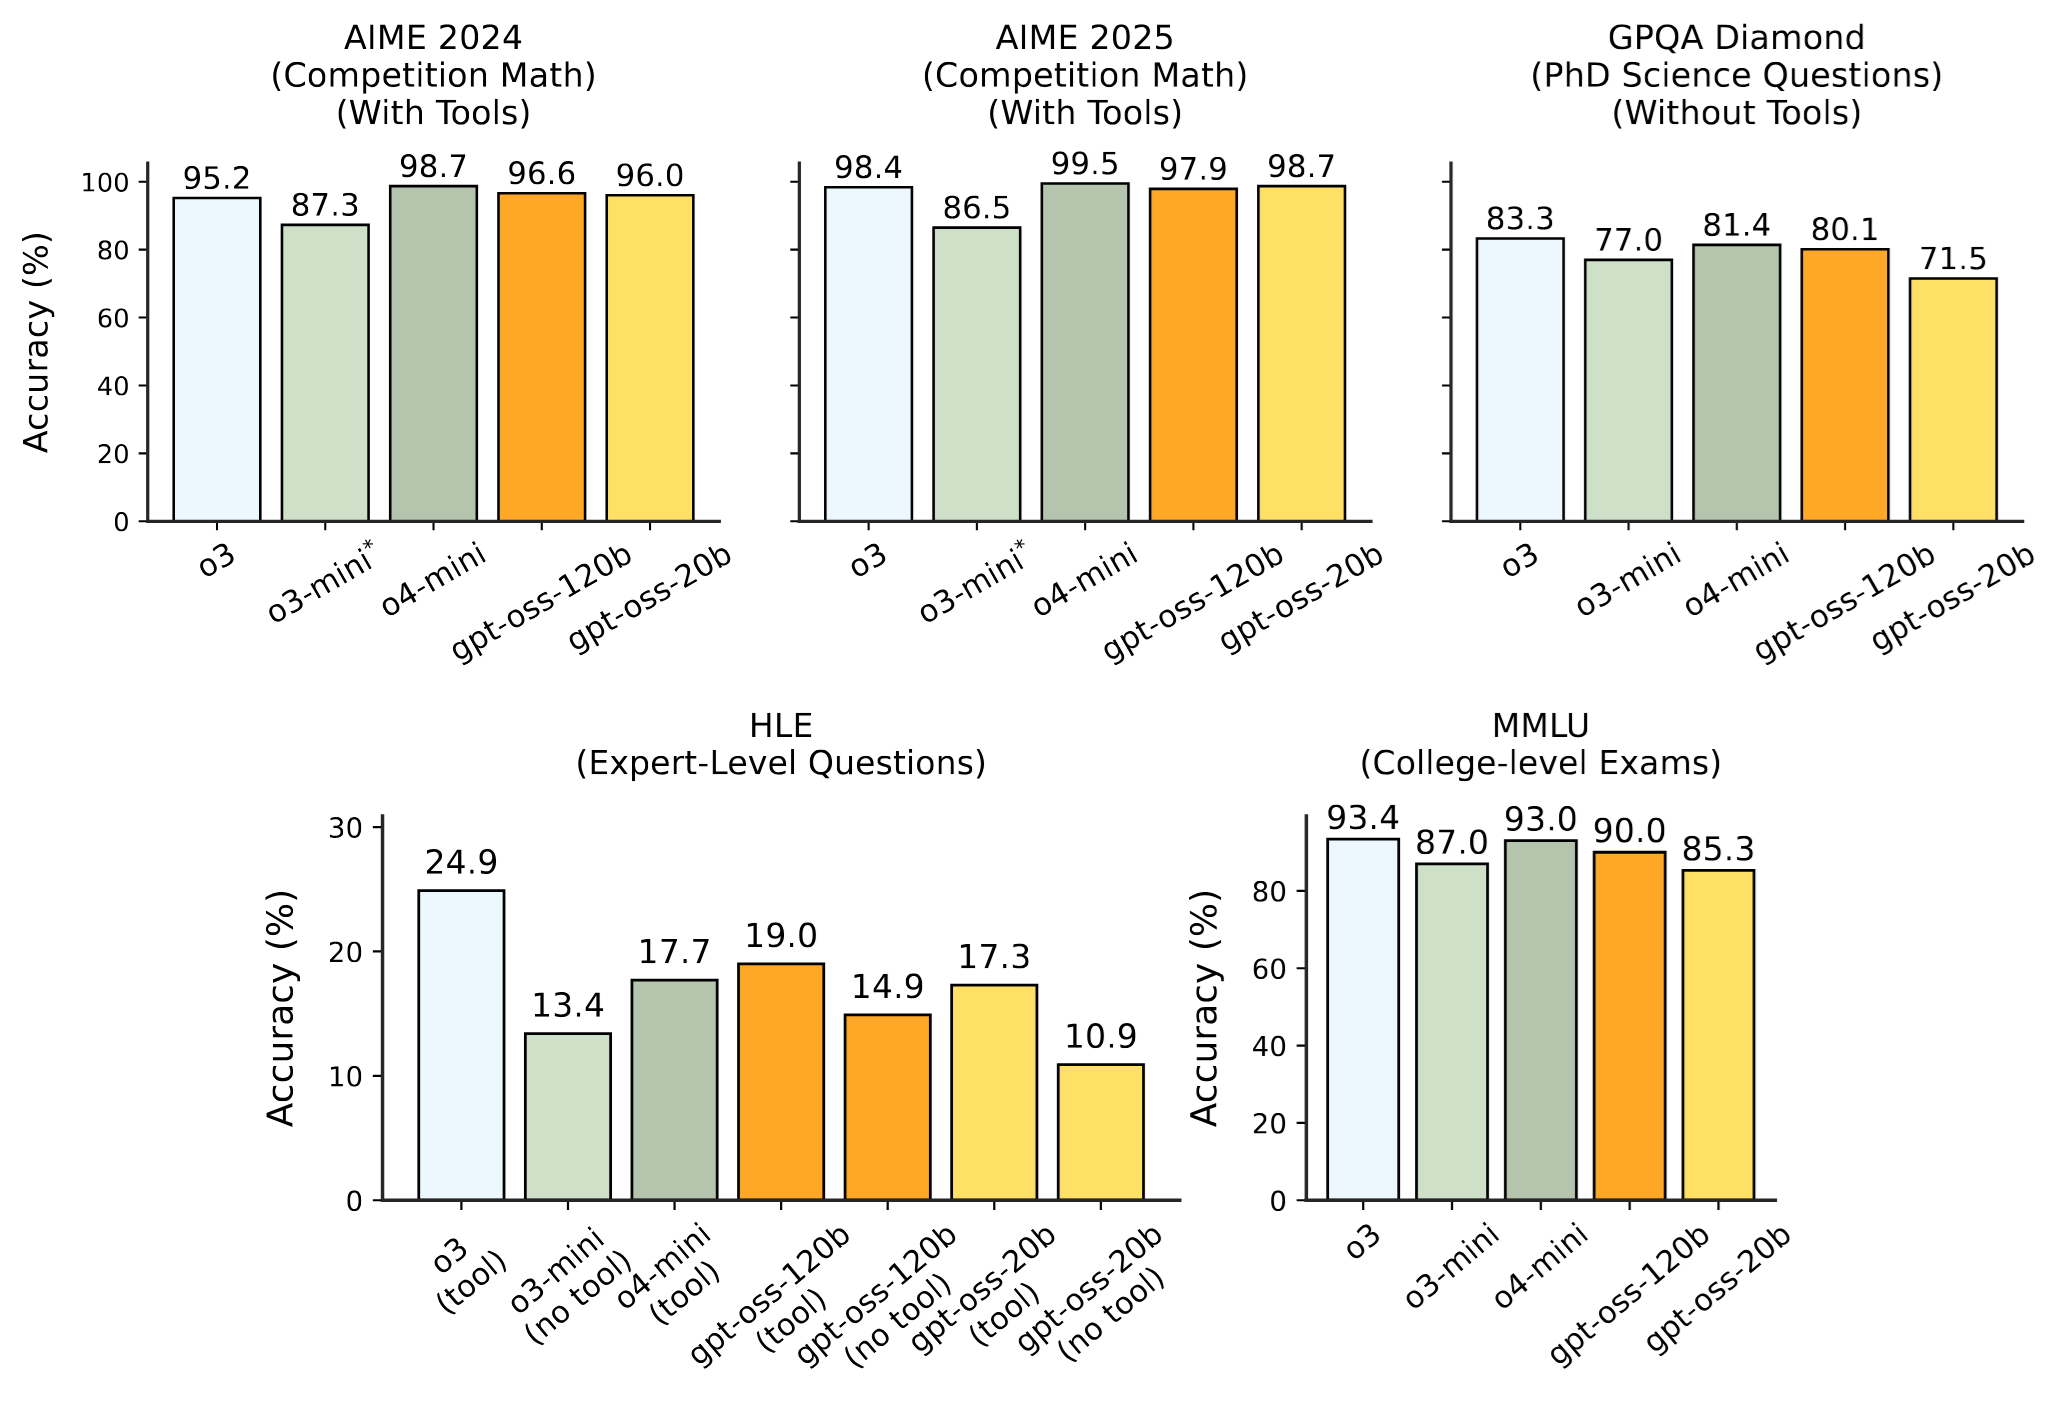 AIME 2024
(Competition Math)
(With Tools)
Accuracy (%)
100
80
60
40
20
0
95.2
87.3
98.7
96.6
96.0
o3
o3-mini*
o4-mini
gpt-oss-120b
gpt-oss-20b
AIME 2025
(Competition Math)
(With Tools)
98.4
86.5
99.5
97.9
98.7
o3
o3-mini*
o4-mini
gpt-oss-120b
gpt-oss-20b
GPQA Diamond
(PhD Science Questions)
(Without Tools)
83.3
77.0
81.4
80.1
71.5
o3
o3-mini
o4-mini
gpt-oss-120b
gpt-oss-20b
HLE
(Expert-Level Questions)
Accuracy (%)
30
20
10
0
24.9
13.4
17.7
19.0
14.9
17.3
10.9
o3
(tool)
o3-mini
(no tool)
o4-mini
(tool)
gpt-oss-120b
(tool)
gpt-oss-120b
(no tool)
gpt-oss-20b
(tool)
gpt-oss-20b
(no tool)
MMLU
(College-level Exams)
Accuracy (%)
80
60
40
20
0
93.4
87.0
93.0
90.0
85.3
o3
o3-mini
o4-mini
gpt-oss-120b
gpt-oss-20b